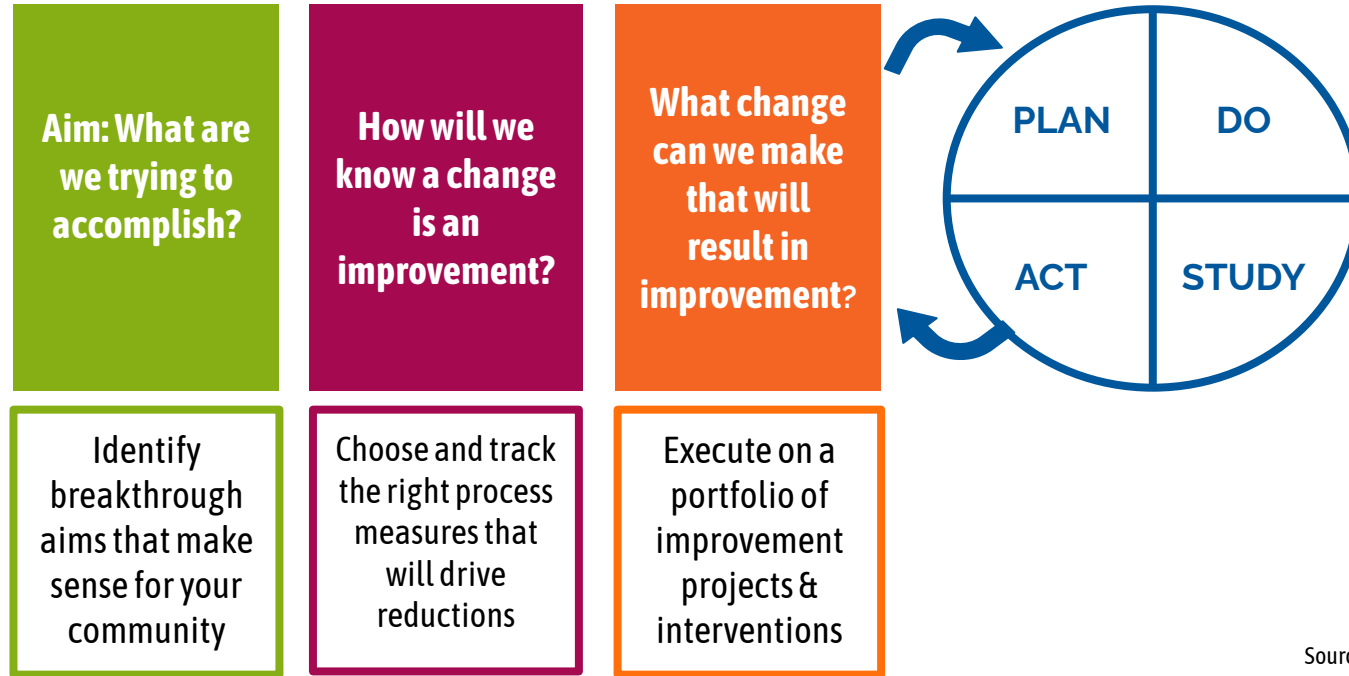 Aim: What are
we trying to
accomplish?
How will we
know a change
is an
improvement?
What change
can we make
that will
result in
improvement?
PLAN
DO
ACT
STUDY
Identify
breakthrough
aims that make
sense for your
community
Choose and track
the right process
measures that
will drive
reductions
Execute on a
portfolio of
improvement
projects &
interventions